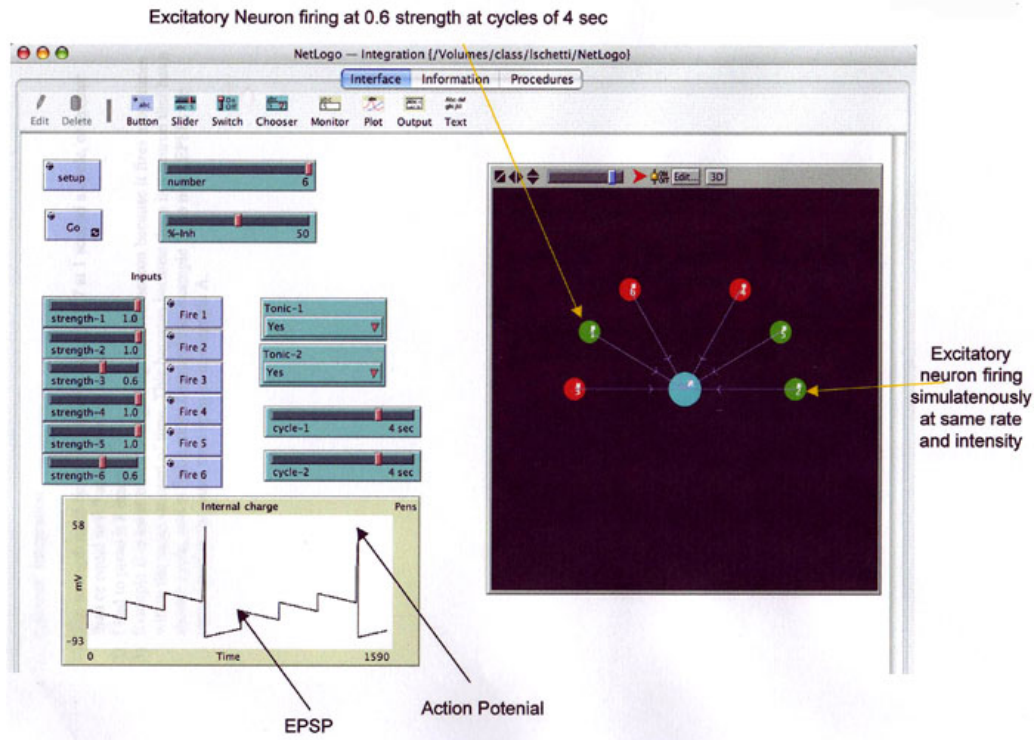 Excitatory Neuron firing at 0.6 strength at cycles of 4 sec
NetLogo — Integration {/Volumes/class/lschetti/NetLogo}
Interface Information Procedures
Edit Delete Button Slider Switch Chooser Monitor Plot Output Text
setup
number 6
Go
%-Inh 50
Inputs
strength-1 1.0
Fire 1
strength-2 1.0
Fire 2
strength-3 0.6
Fire 3
strength-4 1.0
Fire 4
strength-5 1.0
Fire 5
strength-6 0.6
Fire 6
Tonic-1
Yes
Tonic-2
Yes
cycle-1 4 sec
cycle-2 4 sec
Edit... 3D
Excitatory
neuron firing
simulatenously
at same rate
and intensity
Internal charge Pens
58
mV
-93
0 Time 1590
EPSP
Action Potenial